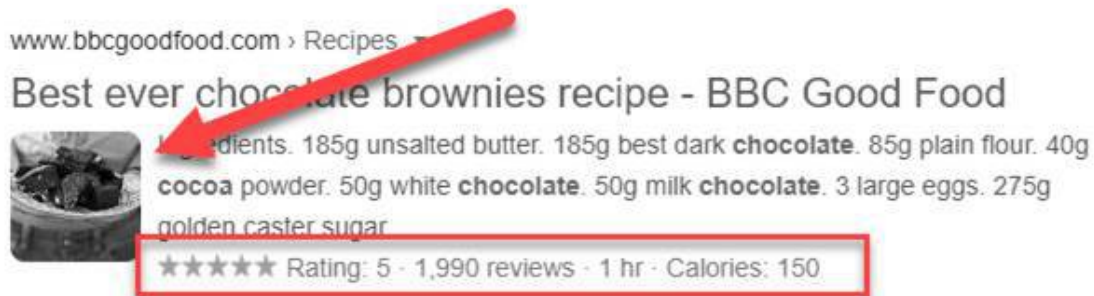 www.bbcgoodfood.com › Recipes
Best ever chocolate brownies recipe - BBC Good Food
Ingredients. 185g unsalted butter. 185g best dark chocolate. 85g plain flour. 40g
cocoa powder. 50g white chocolate. 50g milk chocolate. 3 large eggs. 275g
golden caster sugar
★★★★★ Rating: 5 · 1,990 reviews · 1 hr · Calories: 150